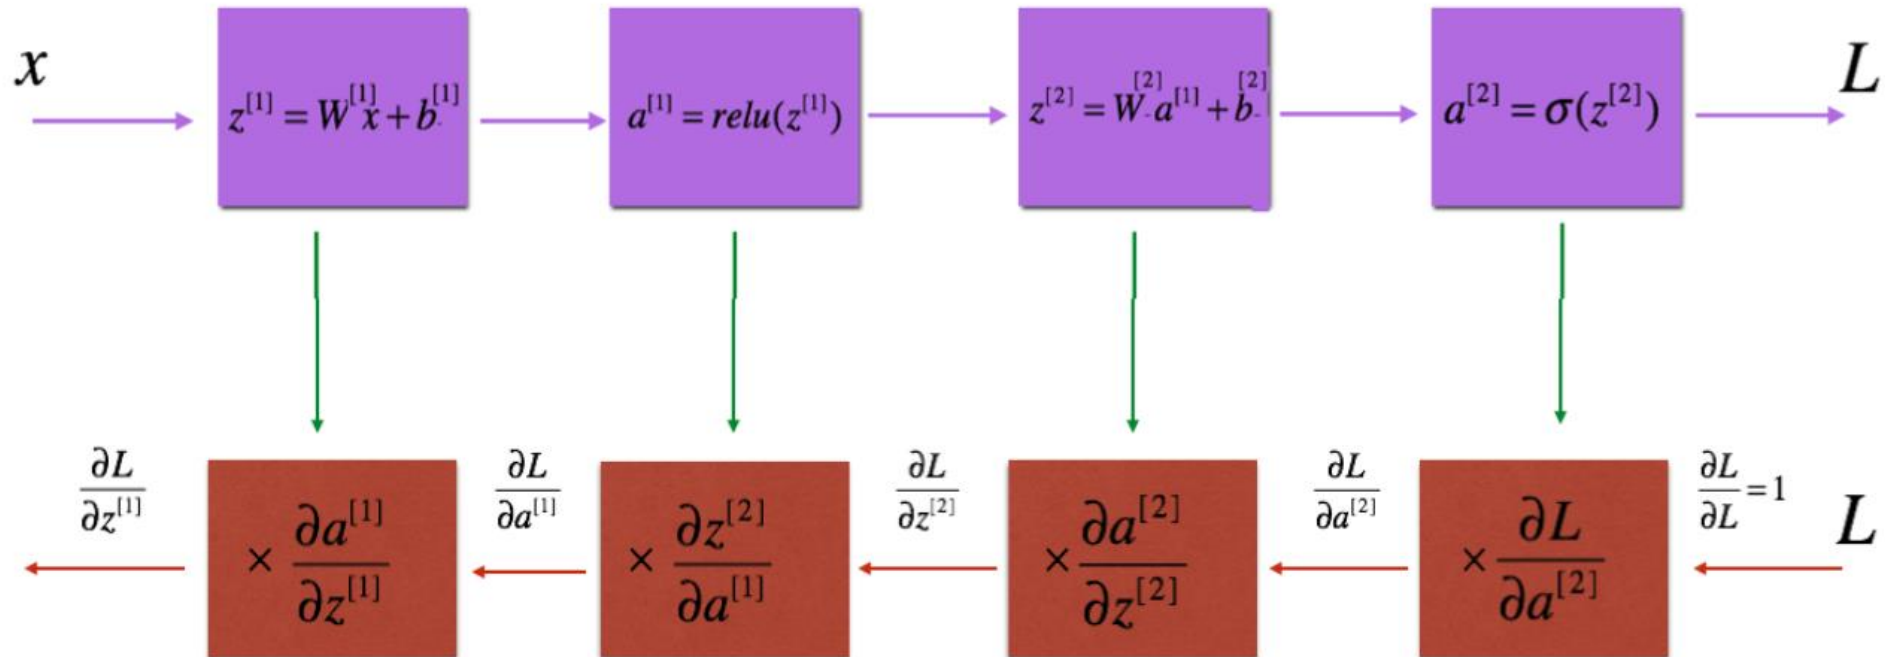 x
z^{[1]} = W^{[1]}x + b^{[1]}
a^{[1]} = relu(z^{[1]})
z^{[2]} = W^{[2]}a^{[1]} + b^{[2]}
a^{[2]} = σ(z^{[2]})
L
∂L/∂z^{[1]}
× ∂a^{[1]}/∂z^{[1]}
∂L/∂a^{[1]}
× ∂z^{[2]}/∂a^{[1]}
∂L/∂z^{[2]}
× ∂a^{[2]}/∂z^{[2]}
∂L/∂a^{[2]}
× ∂L/∂a^{[2]}
∂L/∂L = 1
L